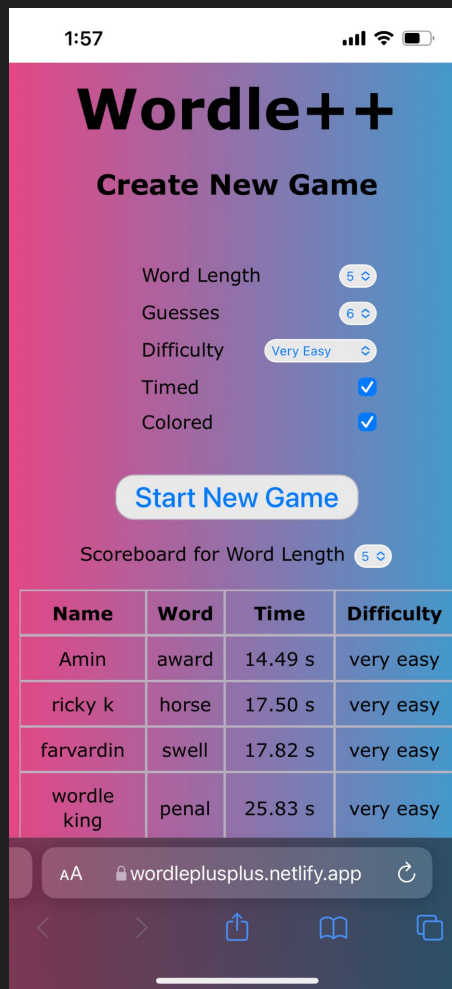 1:57
Wordle++
Create New Game
Word Length 5
Guesses 6
Difficulty Very Easy
Timed
Colored
Start New Game
Scoreboard for Word Length 5
Name Word Time Difficulty
Amin award 14.49 s very easy
ricky k horse 17.50 s very easy
farvardin swell 17.82 s very easy
wordle
king penal 25.83 s very easy
AA wordleplusplus.netlify.app